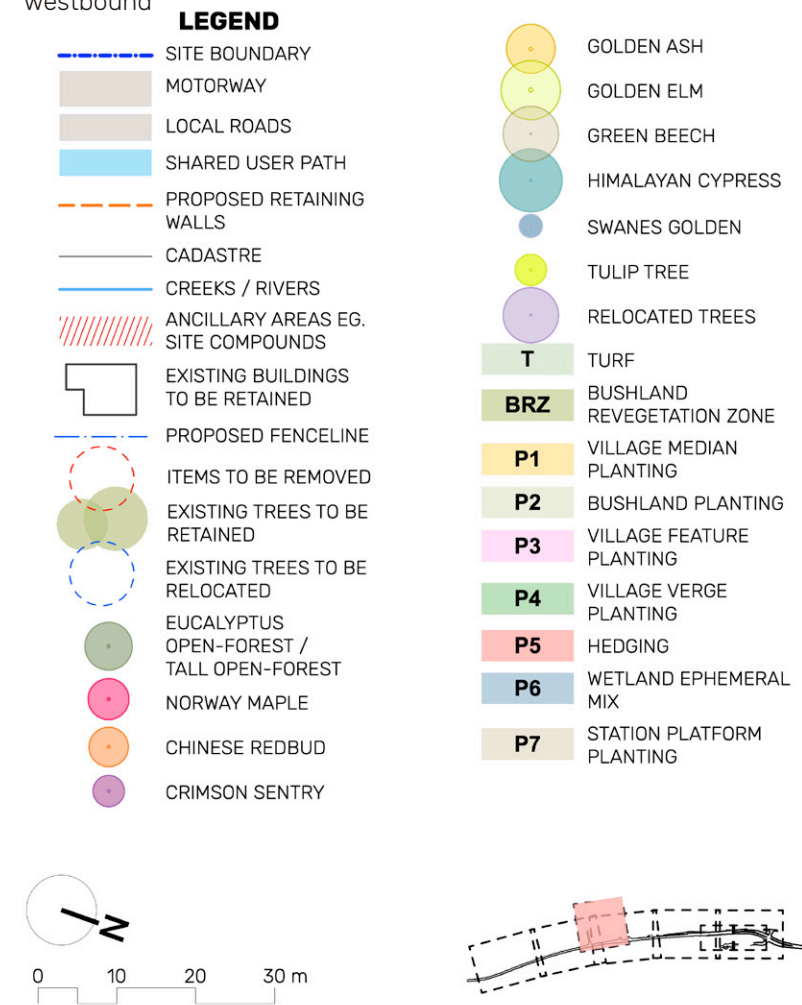 westbound
LEGEND
SITE BOUNDARY
MOTORWAY
LOCAL ROADS
SHARED USER PATH
PROPOSED RETAINING
WALLS
CADASTRE
CREEKS / RIVERS
ANCILLARY AREAS EG.
SITE COMPOUNDS
EXISTING BUILDINGS
TO BE RETAINED
PROPOSED FENCELINE
ITEMS TO BE REMOVED
EXISTING TREES TO BE
RETAINED
EXISTING TREES TO BE
RELOCATED
EUCALYPTUS
OPEN-FOREST /
TALL OPEN-FOREST
NORWAY MAPLE
CHINESE REDBUD
CRIMSON SENTRY
GOLDEN ASH
GOLDEN ELM
GREEN BEECH
HIMALAYAN CYPRESS
SWANES GOLDEN
TULIP TREE
RELOCATED TREES
T TURF
BRZ BUSHLAND
REVEGETATION ZONE
P1 VILLAGE MEDIAN
PLANTING
P2 BUSHLAND PLANTING
P3 VILLAGE FEATURE
PLANTING
P4 VILLAGE VERGE
PLANTING
P5 HEDGING
P6 WETLAND EPHEMERAL
MIX
P7 STATION PLATFORM
PLANTING
N
0 10 20 30 m